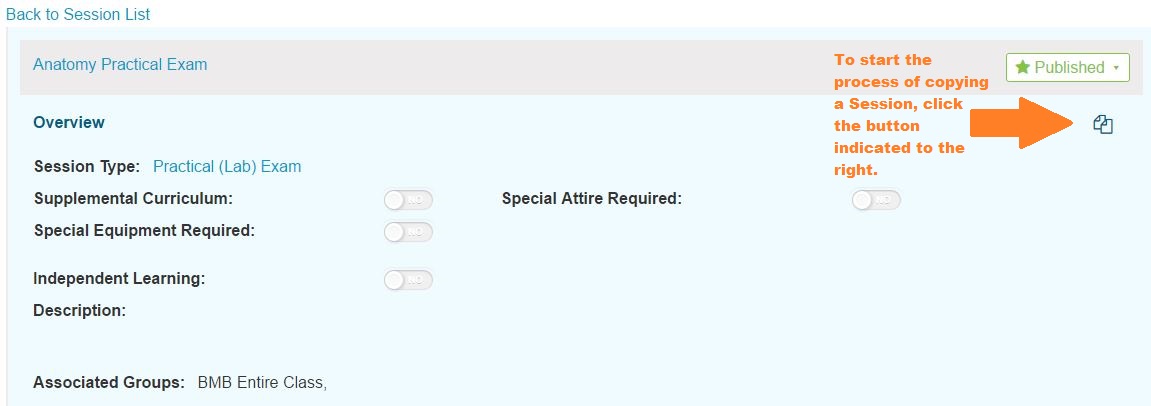 Back to Session List
Anatomy Practical Exam
To start the
process of copying
a Session, click
the button
indicated to the
right.
Published
Overview
Session Type: Practical (Lab) Exam
Supplemental Curriculum: NO Special Attire Required: NO
Special Equipment Required: NO
Independent Learning: NO
Description:
Associated Groups: BMB Entire Class,